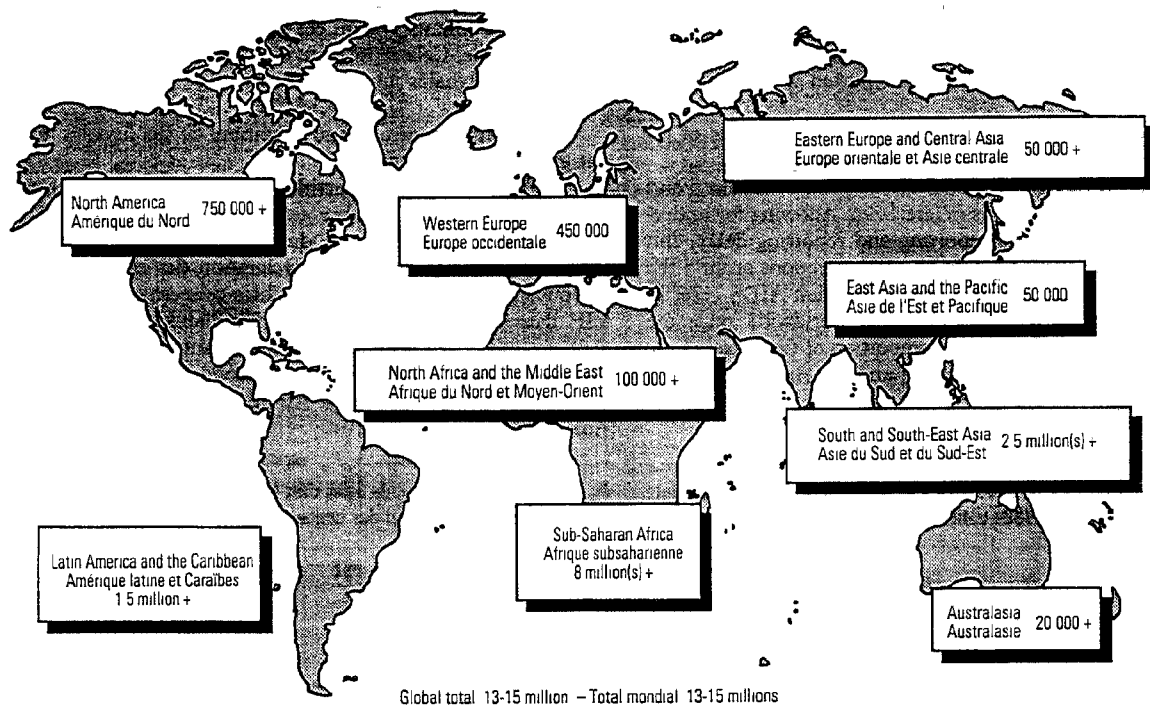 Eastern Europe and Central Asia
Europe orientale et Asie centrale
50 000 +
North America
Amérique du Nord
750 000 +
Western Europe
Europe occidentale
450 000
East Asia and the Pacific
Asie de l'Est et Pacifique
50 000
North Africa and the Middle East
Afrique du Nord et Moyen-Orient
100 000 +
South and South-East Asia
Asie du Sud et du Sud-Est
2 5 million(s) +
Sub-Saharan Africa
Afrique subsaharienne
8 million(s) +
Latin America and the Caribbean
Amérique latine et Caraïbes
1 5 million +
Australasia
Australasie
20 000 +
Global total 13-15 million – Total mondial 13-15 millions